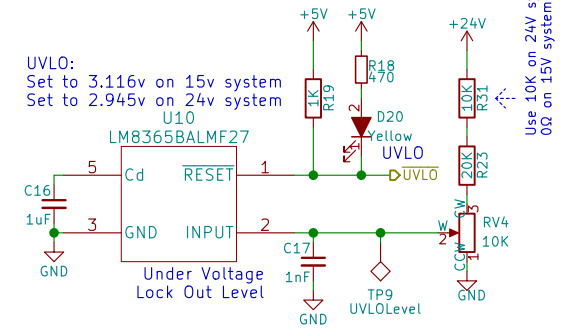 +5V
+5V
+24V
UVLO:
Set to 3.116v on 15v system
Set to 2.945v on 24v system
U10
LM8365BALMF27
1K
R19
R18
470
2
D20
Yellow
1
10K
R31
Use 10K on 24V s
0Ω on 15V system
20K
R23
C16
1uF
5
Cd
RESET
1
UVLO
UVLO
3
GND
INPUT
2
GND
Under Voltage
Lock Out Level
C17
1nF
GND
TP9
UVLOLevel
W
2
CW
3
CCW
1
RV4
10K
GND